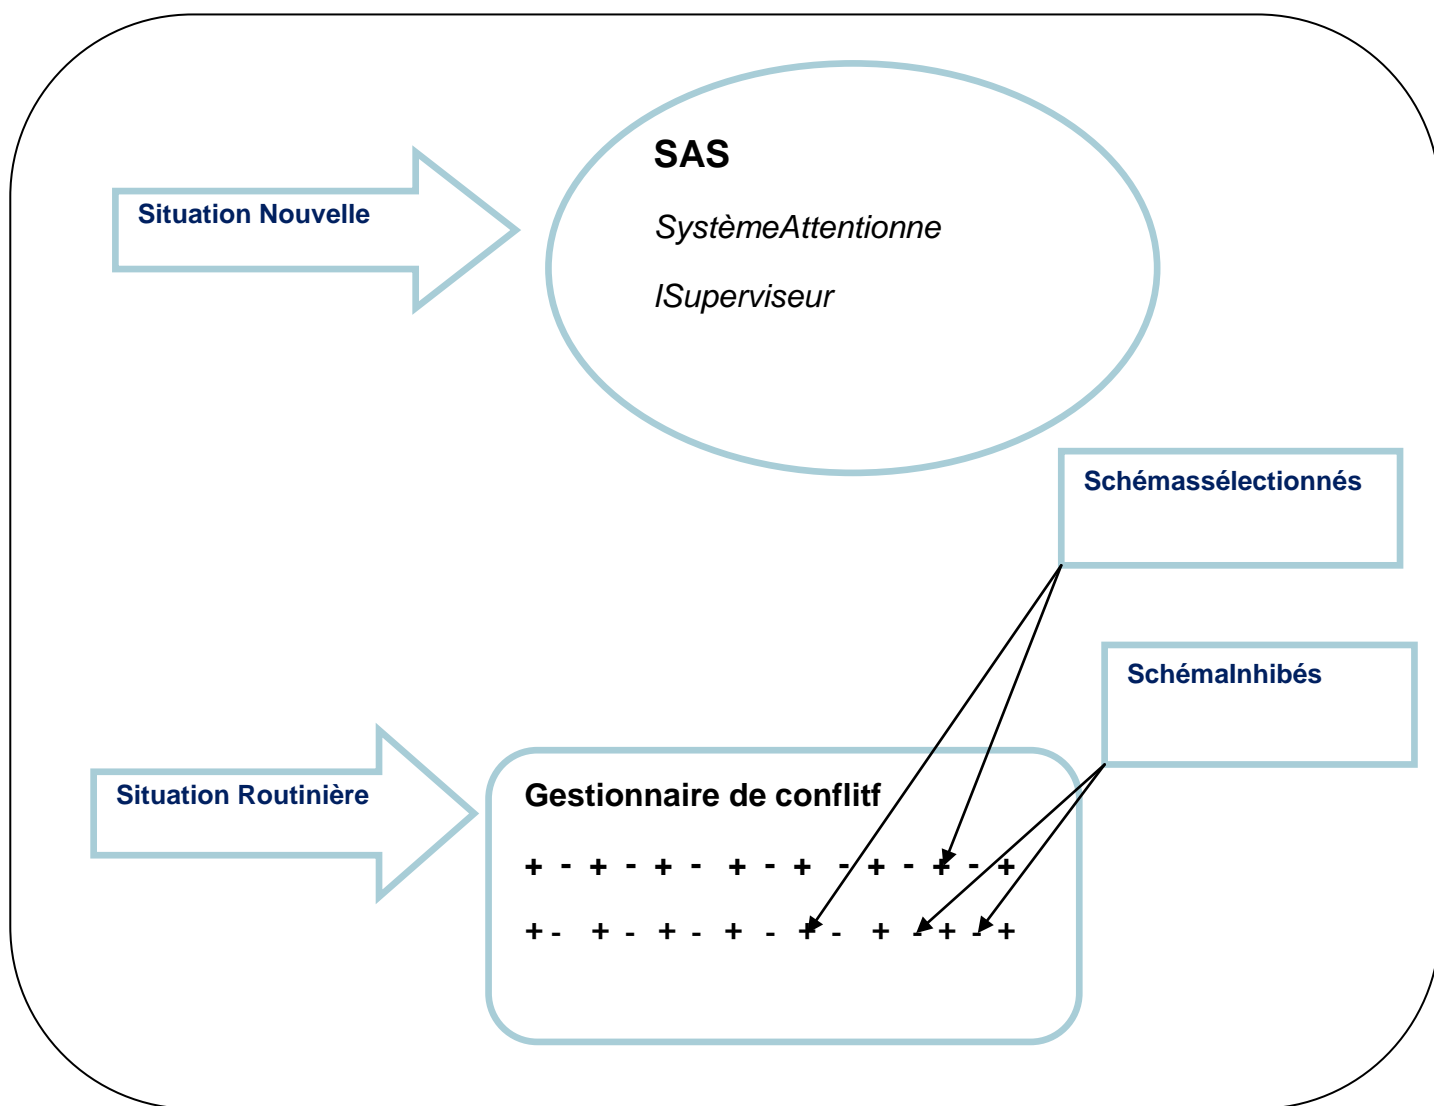 SAS
Situation Nouvelle
SystèmeAttentionne
lSuperviseur
Schémassélectionnés
SchémaInhibés
Situation Routinière
Gestionnaire de conflitf
+ - + - + - + - + - + - + - +
+ - + - + - + - + - + - + - +